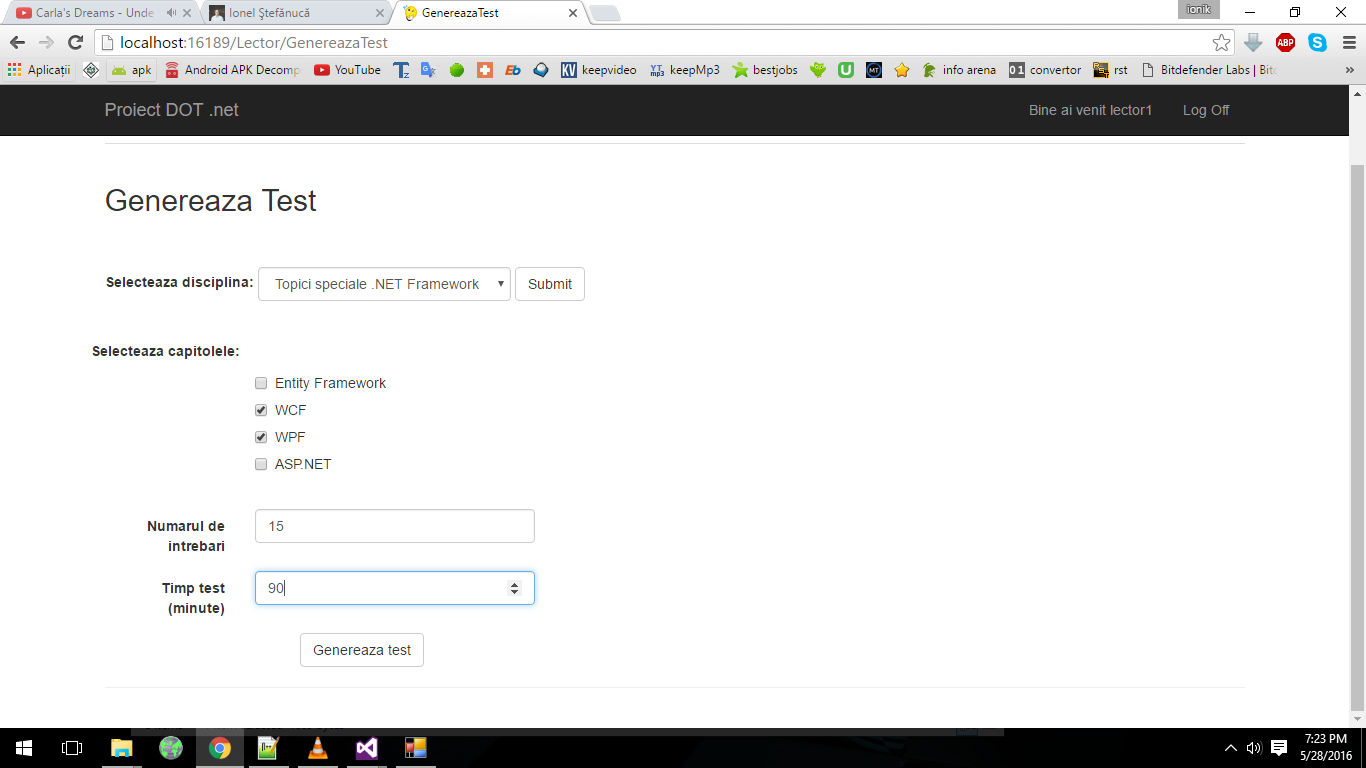 Carla's Dreams - Unde
Ionel Ștefănucă
GenereazaTest
ionik
localhost:16189/Lector/GenereazaTest
ABP
Aplicații
apk
Android APK Decomp
YouTube
keepvideo
keepMp3
bestjobs
info arena
convertor
rst
Bitdefender Labs | Bit
Proiect DOT .net
Bine ai venit lector1
Log Off
Genereaza Test
Selecteaza disciplina:
Topici speciale .NET Framework
Submit
Selecteaza capitolele:
Entity Framework
WCF
WPF
ASP.NET
Numarul de
intrebari
15
Timp test
(minute)
90
Genereaza test
7:23 PM
5/28/2016